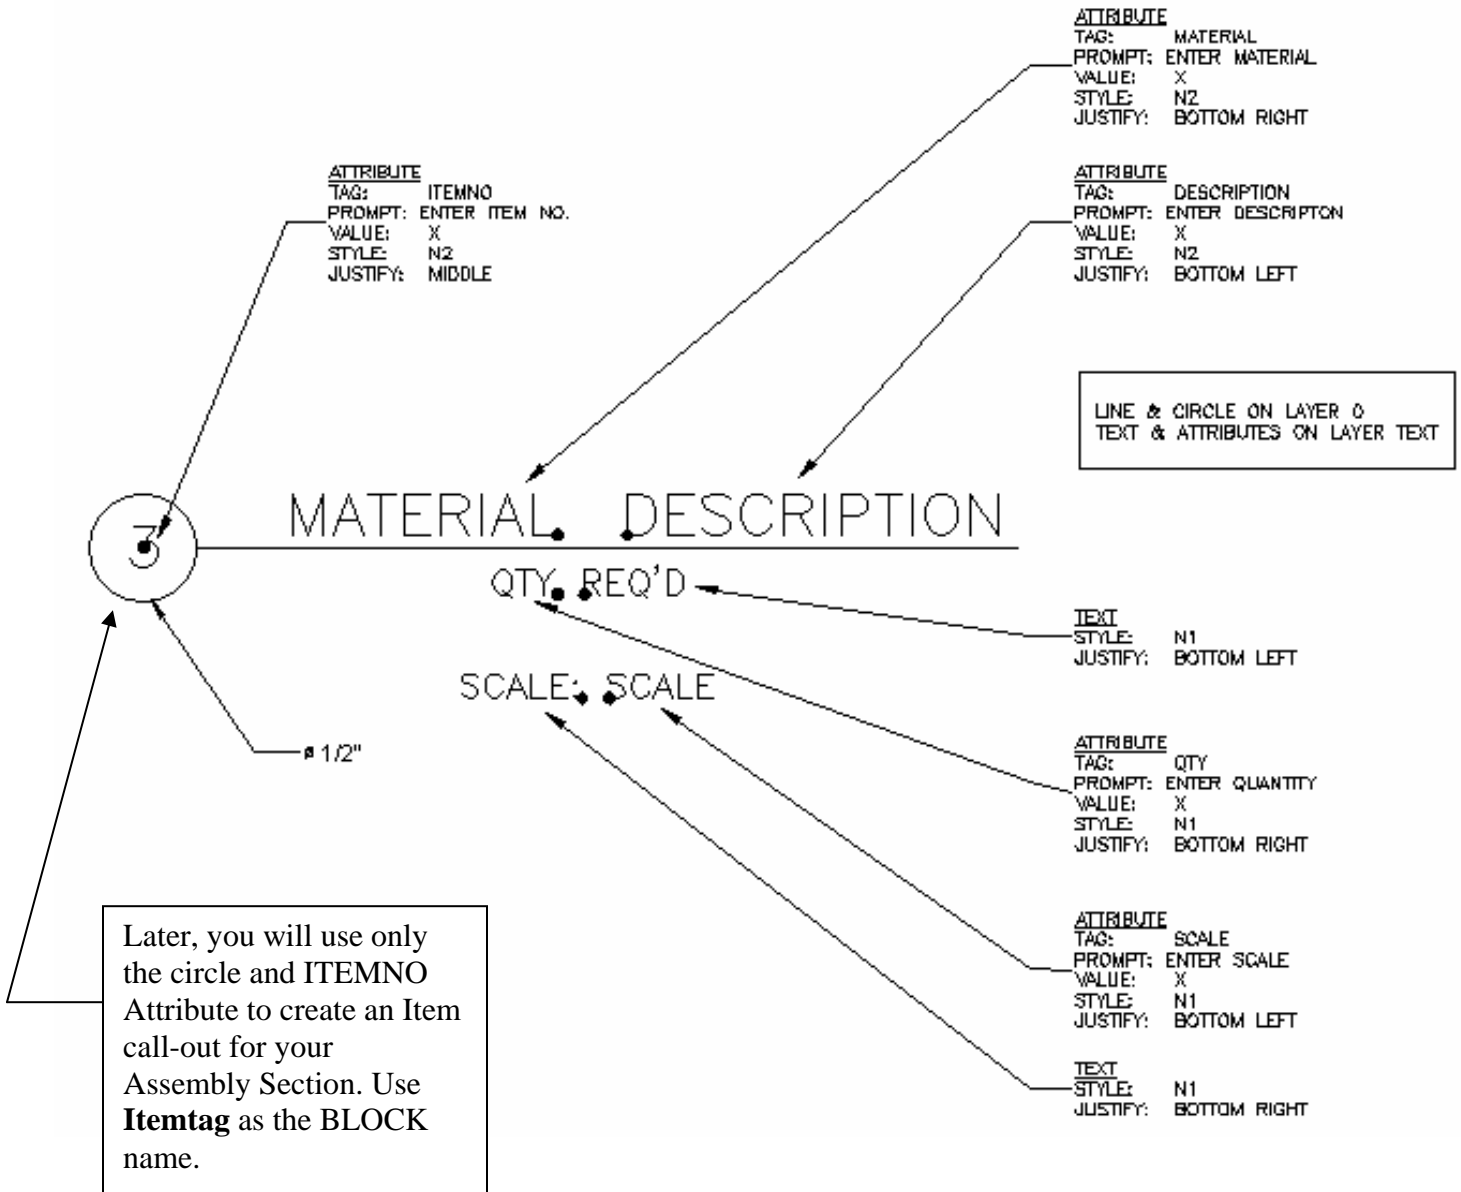 ATTRIBUTE
TAG: MATERIAL
PROMPT: ENTER MATERIAL
VALUE: X
STYLE: N2
JUSTIFY: BOTTOM RIGHT
ATTRIBUTE
TAG: ITEMNO
PROMPT: ENTER ITEM NO.
VALUE: X
STYLE: N2
JUSTIFY: MIDDLE
ATTRIBUTE
TAG: DESCRIPTION
PROMPT: ENTER DESCRIPTON
VALUE: X
STYLE: N2
JUSTIFY: BOTTOM LEFT
LINE & CIRCLE ON LAYER 0
TEXT & ATTRIBUTES ON LAYER TEXT
3 MATERIAL DESCRIPTION
QTY REQ'D
SCALE: SCALE
ø 1/2"
TEXT
STYLE: N1
JUSTIFY: BOTTOM LEFT
ATTRIBUTE
TAG: QTY
PROMPT: ENTER QUANTITY
VALUE: X
STYLE: N1
JUSTIFY: BOTTOM RIGHT
ATTRIBUTE
TAG: SCALE
PROMPT: ENTER SCALE
VALUE: X
STYLE: N1
JUSTIFY: BOTTOM LEFT
TEXT
STYLE: N1
JUSTIFY: BOTTOM RIGHT
Later, you will use only
the circle and ITEMNO
Attribute to create an Item
call-out for your
Assembly Section. Use
Itemtag as the BLOCK
name.